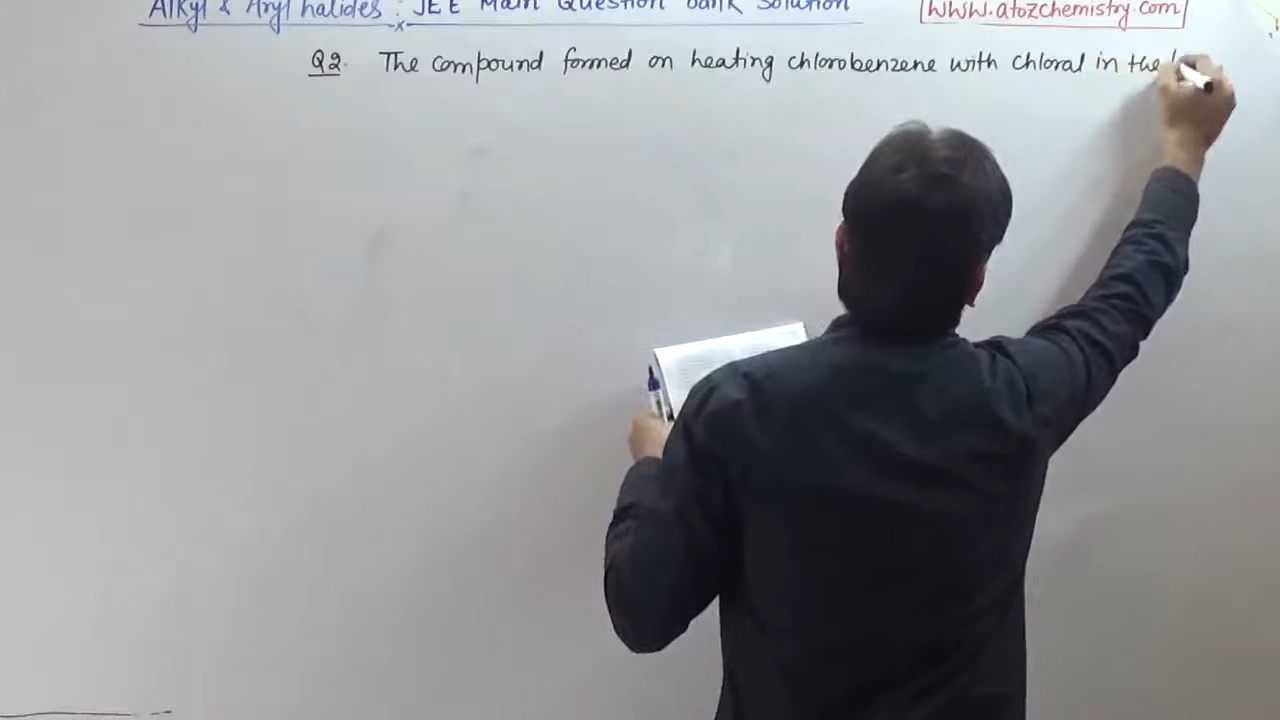 Alkyl & Aryl halides : JEE Main Question bank Solution
www.atozchemistry.com
Q2. The compound formed on heating chlorobenzene with chloral in the